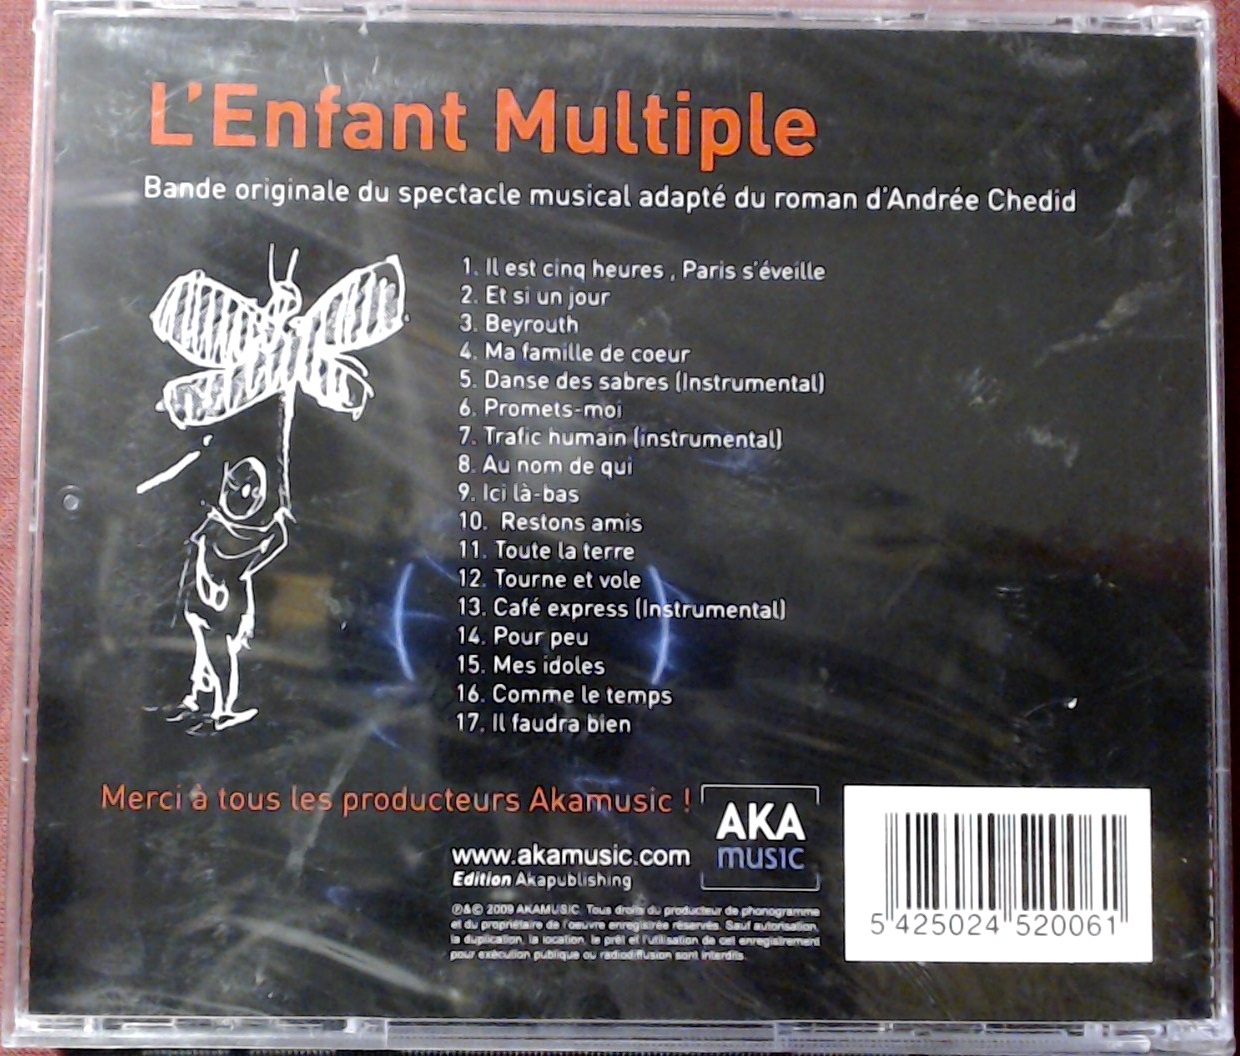 L'Enfant Multiple
Bande originale du spectacle musical adapté du roman d'Andrée Chedid
1. Il est cinq heures , Paris s'éveille
2. Et si un jour
3. Beyrouth
4. Ma famille de coeur
5. Danse des sabres (Instrumental)
6. Promets-moi
7. Trafic humain (instrumental)
8. Au nom de qui
9. Ici là-bas
10. Restons amis
11. Toute la terre
12. Tourne et vole
13. Café express (Instrumental)
14. Pour peu
15. Mes idoles
16. Comme le temps
17. Il faudra bien
Merci à tous les producteurs Akamusic !
AKA
music
www.akamusic.com
Edition Akapublishing
℗&© 2009 AKAMUSIC. Tous droits du producteur de phonogramme
et du propriétaire de l'oeuvre enregistrée réservés. Sauf autorisation,
la duplication, la location, le prêt et l'utilisation de cet enregistrement
pour exécution publique ou radiodiffusion sont interdits.
5 425024 520061